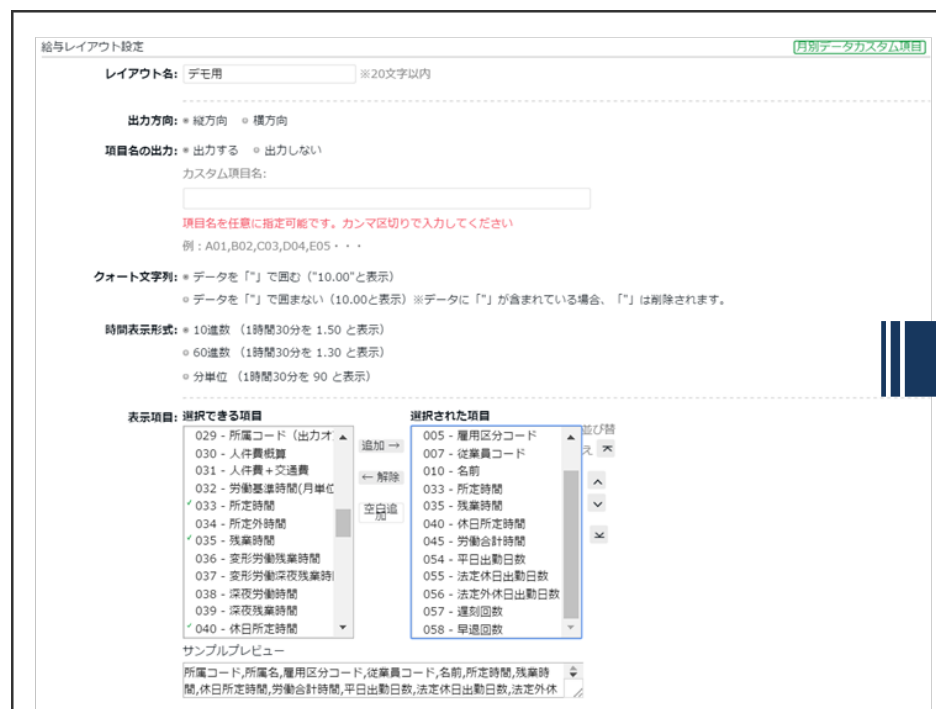 給与レイアウト設定
月別データカスタム項目
レイアウト名: デモ用 ※20文字以内
出力方向: 縦方向 横方向
項目名の出力: 出力する 出力しない
カスタム項目名:
項目名を任意に指定可能です。カンマ区切りで入力してください
例：A01,B02,C03,D04,E05・・・
クォート文字列: データを「"」で囲む（"10.00"と表示）
データを「"」で囲まない（10.00と表示）※データに「"」が含まれている場合、「"」は削除されます。
時間表示形式: 10進数 （1時間30分を 1.50 と表示）
60進数 （1時間30分を 1.30 と表示）
分単位 （1時間30分を 90 と表示）
表示項目: 選択できる項目
029 - 所属コード（出力オ
030 - 人件費概算
031 - 人件費＋交通費
032 - 労働基準時間(月単位
033 - 所定時間
034 - 所定外時間
035 - 残業時間
036 - 変形労働残業時間
037 - 変形労働深夜残業時
038 - 深夜労働時間
039 - 深夜残業時間
040 - 休日所定時間
追加 →
← 解除
空白追
加
選択された項目
005 - 雇用区分コード
007 - 従業員コード
010 - 名前
033 - 所定時間
035 - 残業時間
040 - 休日所定時間
045 - 労働合計時間
054 - 平日出勤日数
055 - 法定休日出勤日数
056 - 法定外休日出勤日数
057 - 遅刻回数
058 - 早退回数
並び替
え
サンプルプレビュー
所属コード,所属名,雇用区分コード,従業員コード,名前,所定時間,残業時
間,休日所定時間,労働合計時間,平日出勤日数,法定休日出勤日数,法定外休